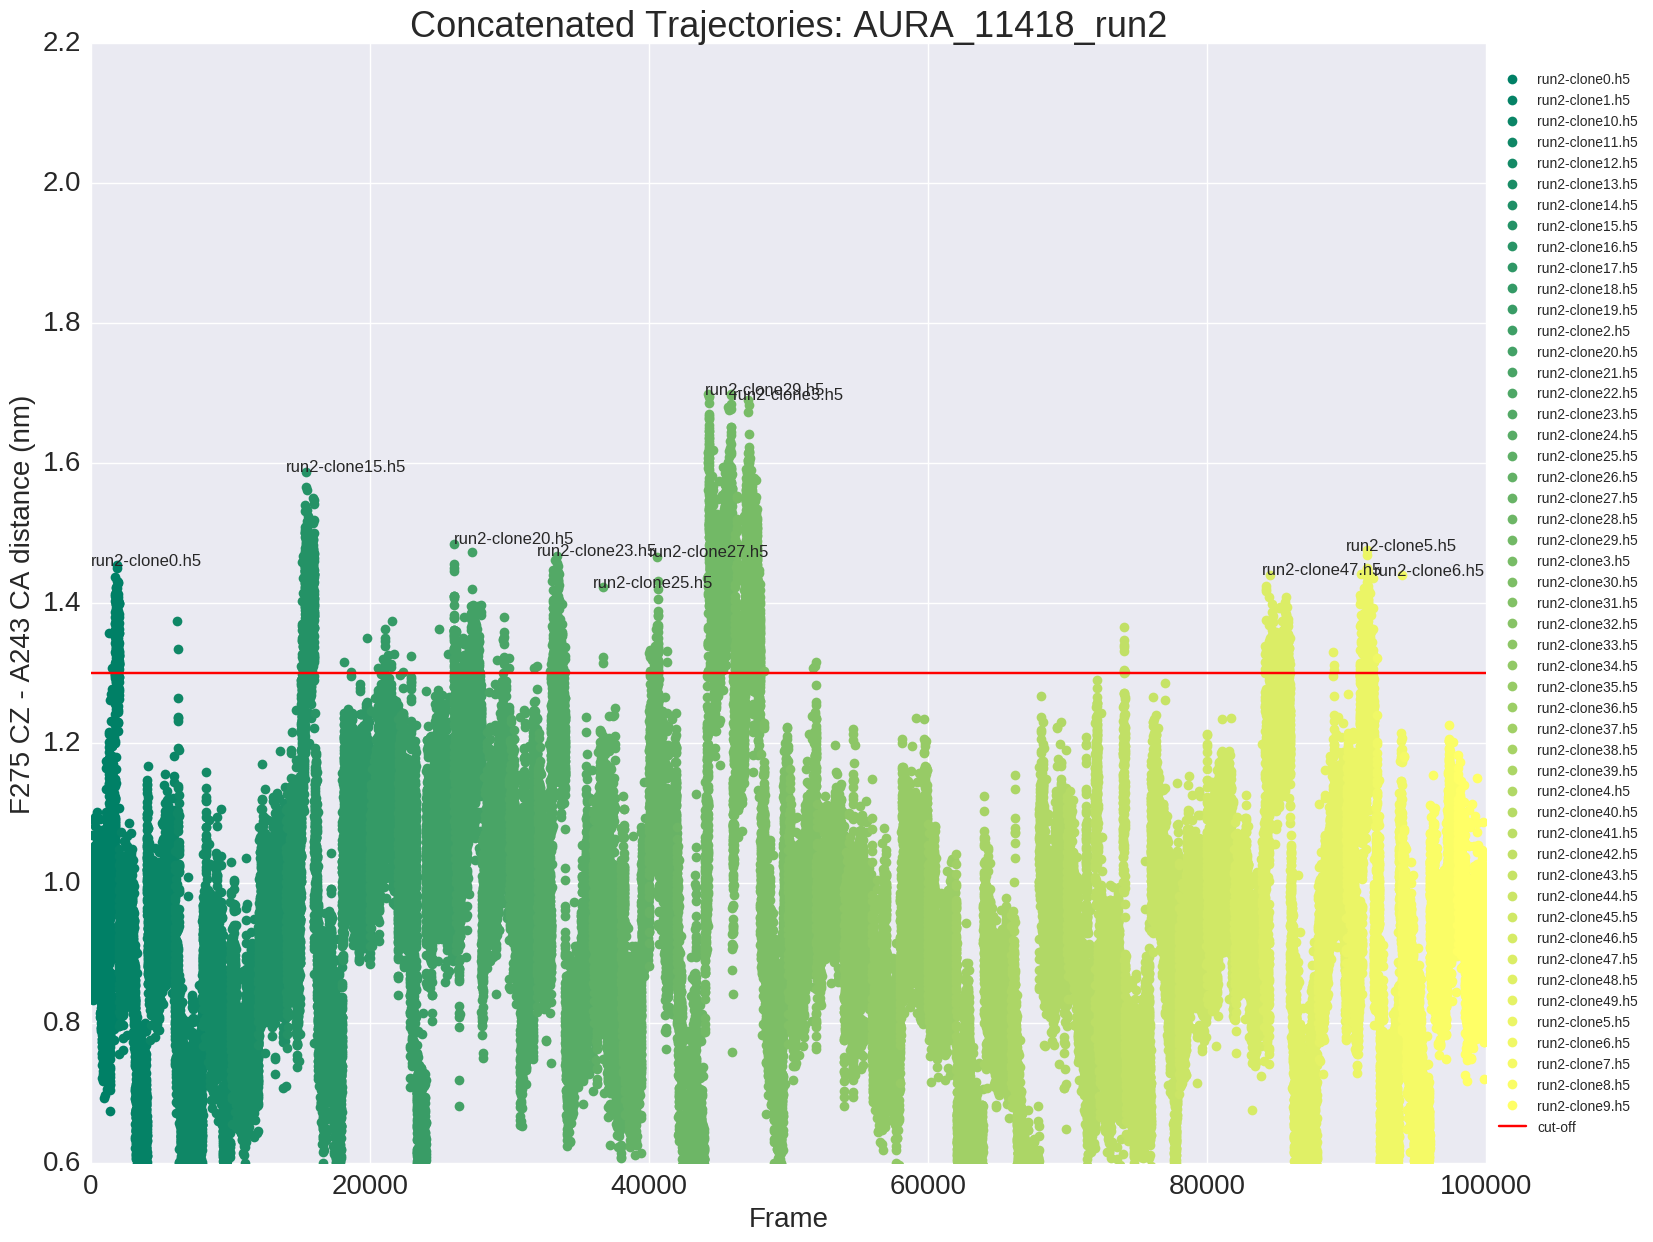 Concatenated Trajectories: AURA_11418_run2
F275 CZ - A243 CA distance (nm)
2.2
2.0
1.8
1.6
1.4
1.2
1.0
0.8
0.6
run2-clone29.h5
run2-clone3.h5
run2-clone15.h5
run2-clone20.h5
run2-clone23.h5
run2-clone27.h5
run2-clone5.h5
run2-clone0.h5
run2-clone47.h5
run2-clone6.h5
run2-clone25.h5
0
20000
40000
60000
80000
100000
Frame
run2-clone0.h5
run2-clone1.h5
run2-clone10.h5
run2-clone11.h5
run2-clone12.h5
run2-clone13.h5
run2-clone14.h5
run2-clone15.h5
run2-clone16.h5
run2-clone17.h5
run2-clone18.h5
run2-clone19.h5
run2-clone2.h5
run2-clone20.h5
run2-clone21.h5
run2-clone22.h5
run2-clone23.h5
run2-clone24.h5
run2-clone25.h5
run2-clone26.h5
run2-clone27.h5
run2-clone28.h5
run2-clone29.h5
run2-clone3.h5
run2-clone30.h5
run2-clone31.h5
run2-clone32.h5
run2-clone33.h5
run2-clone34.h5
run2-clone35.h5
run2-clone36.h5
run2-clone37.h5
run2-clone38.h5
run2-clone39.h5
run2-clone4.h5
run2-clone40.h5
run2-clone41.h5
run2-clone42.h5
run2-clone43.h5
run2-clone44.h5
run2-clone45.h5
run2-clone46.h5
run2-clone47.h5
run2-clone48.h5
run2-clone49.h5
run2-clone5.h5
run2-clone6.h5
run2-clone7.h5
run2-clone8.h5
run2-clone9.h5
cut-off